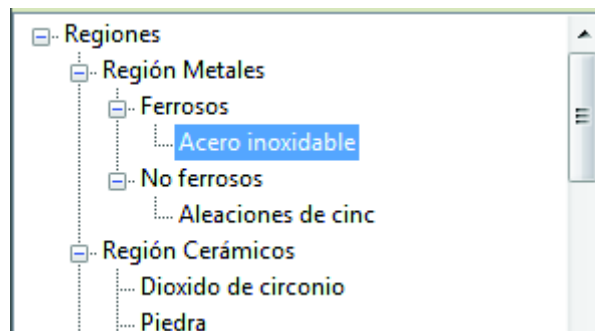 Regiones
Región Metales
Ferrosos
Acero inoxidable
No ferrosos
Aleaciones de cinc
Región Cerámicos
Dioxido de circonio
Piedra